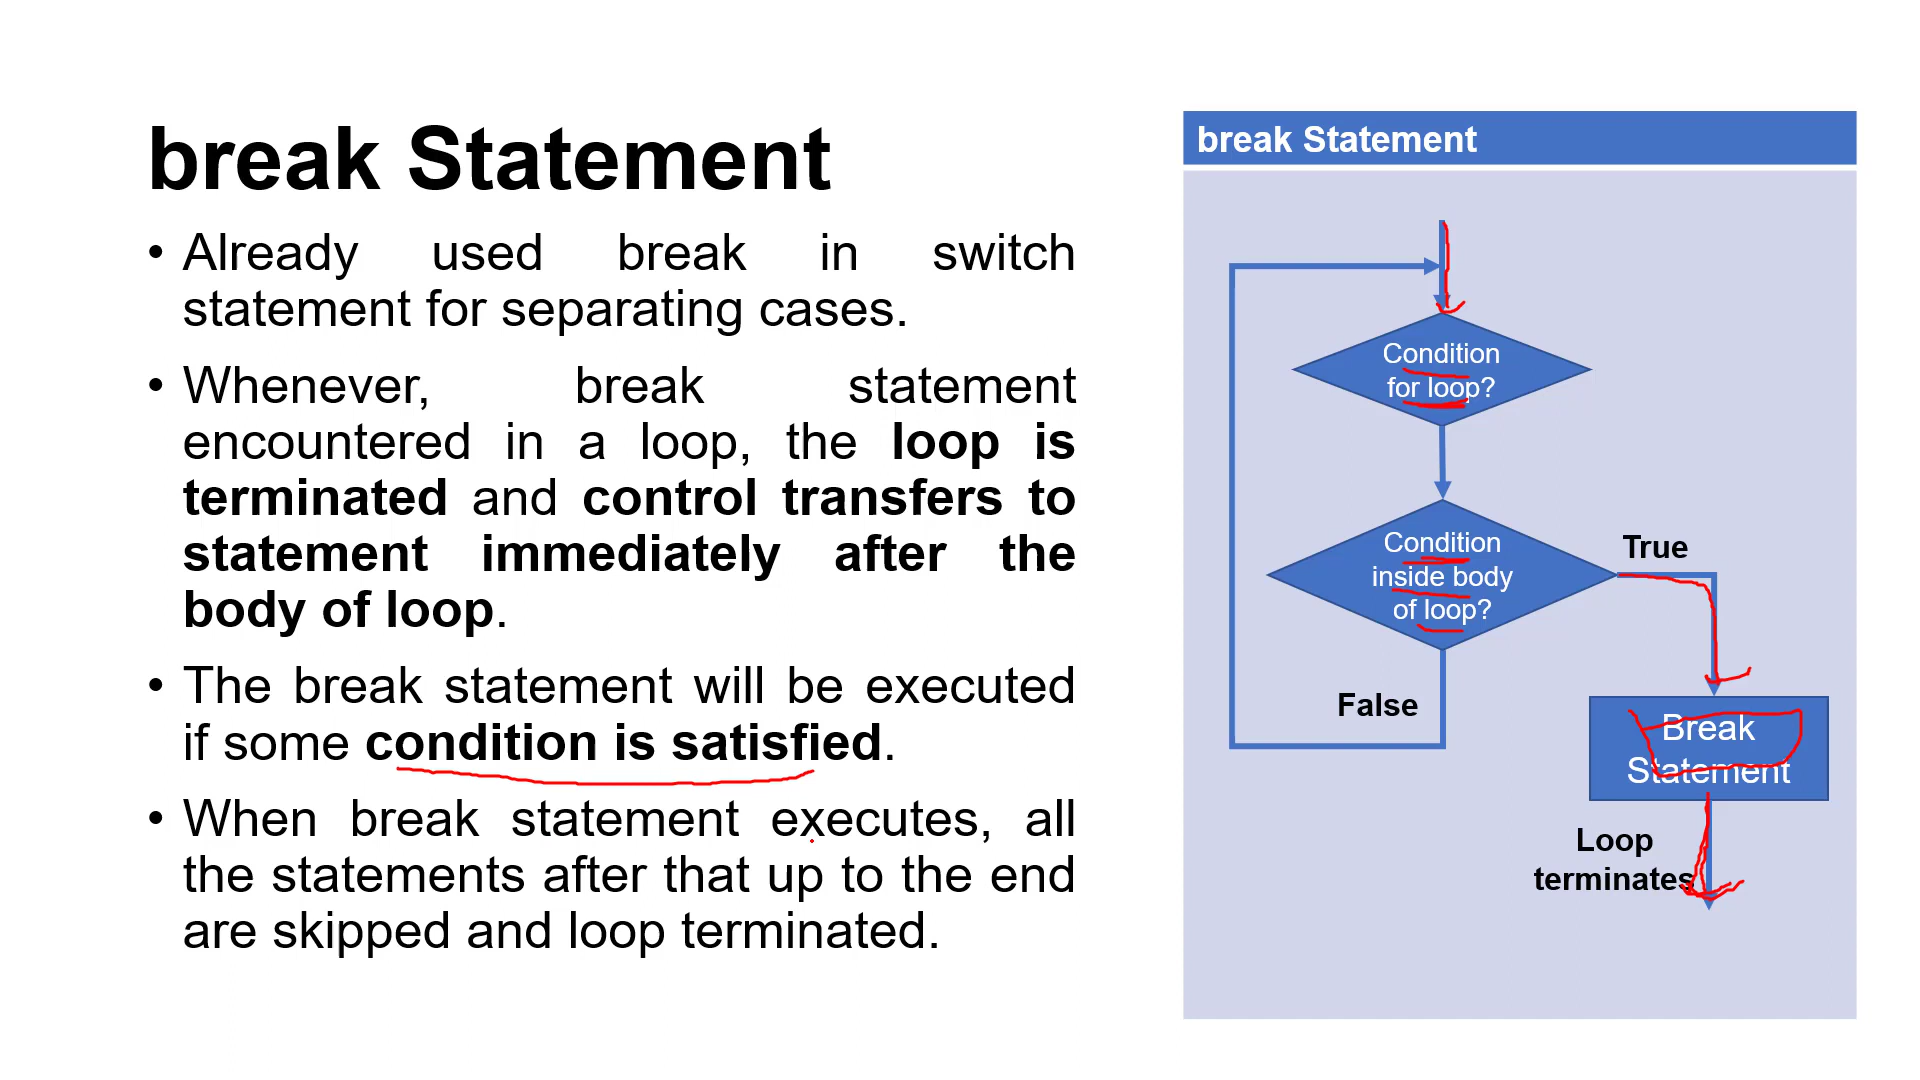 break Statement
• Already used break in switch
statement for separating cases.
• Whenever, break statement
encountered in a loop, the loop is
terminated and control transfers to
statement immediately after the
body of loop.
• The break statement will be executed
if some condition is satisfied.
• When break statement executes, all
the statements after that up to the end
are skipped and loop terminated.
break Statement
Condition
for loop?
Condition
inside body
of loop?
True
False
Break
Statement
Loop
terminates